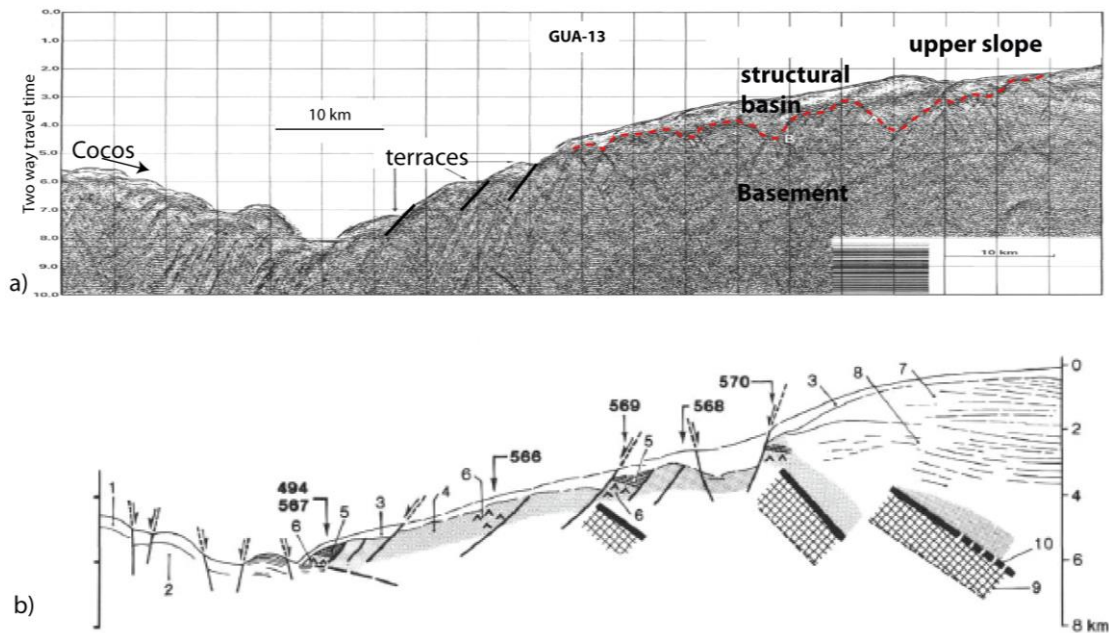 GUA-13
upper slope
structural
basin
10 km
Cocos
terraces
B
Basement
10 km
Two way travel time
0.0
1.0
2.0
3.0
4.0
5.0
6.0
7.0
8.0
9.0
10.0
a)
570
3
8
7
0
569
568
5
2
566
6
494
567
6
5
3
4
6
4
1
2
10
9
6
8 km
b)